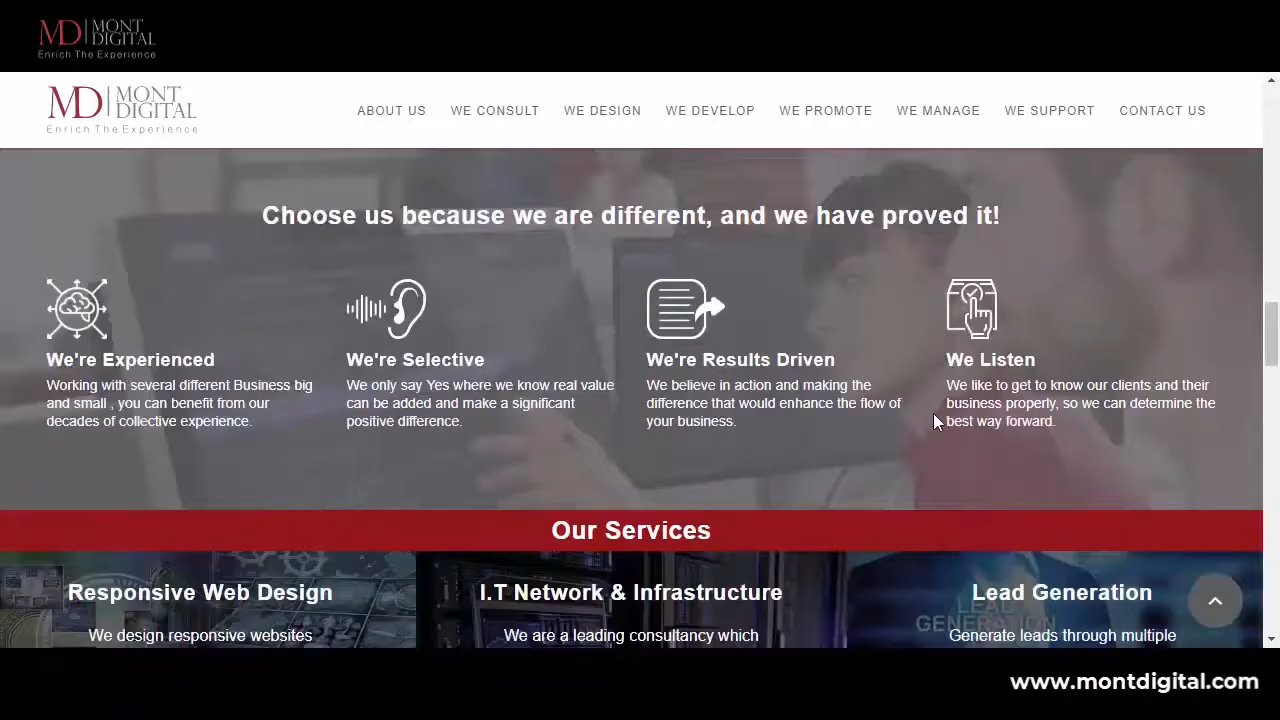 MD MONT DIGITAL
Enrich The Experience
MD MONT DIGITAL
Enrich The Experience
ABOUT US WE CONSULT WE DESIGN WE DEVELOP WE PROMOTE WE MANAGE WE SUPPORT CONTACT US
Choose us because we are different, and we have proved it!
We're Experienced
Working with several different Business big
and small , you can benefit from our
decades of collective experience.
We're Selective
We only say Yes where we know real value
can be added and make a significant
positive difference.
We're Results Driven
We believe in action and making the
difference that would enhance the flow of
your business.
We Listen
We like to get to know our clients and their
business properly, so we can determine the
best way forward.
Our Services
Responsive Web Design
We design responsive websites
I.T Network & Infrastructure
We are a leading consultancy which
Lead Generation
LEAD
GENERATION
Generate leads through multiple
www.montdigital.com